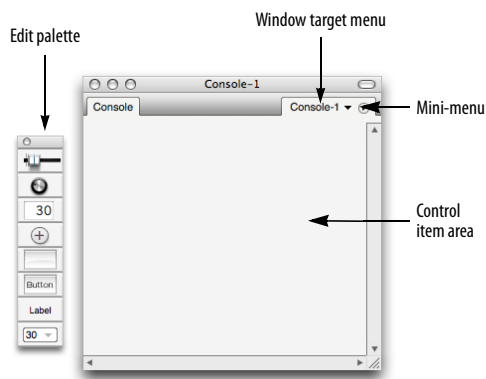 Window target menu
Edit palette
Console-1
Console
Console-1
Mini-menu
30
Control
item area
Button
Label
30